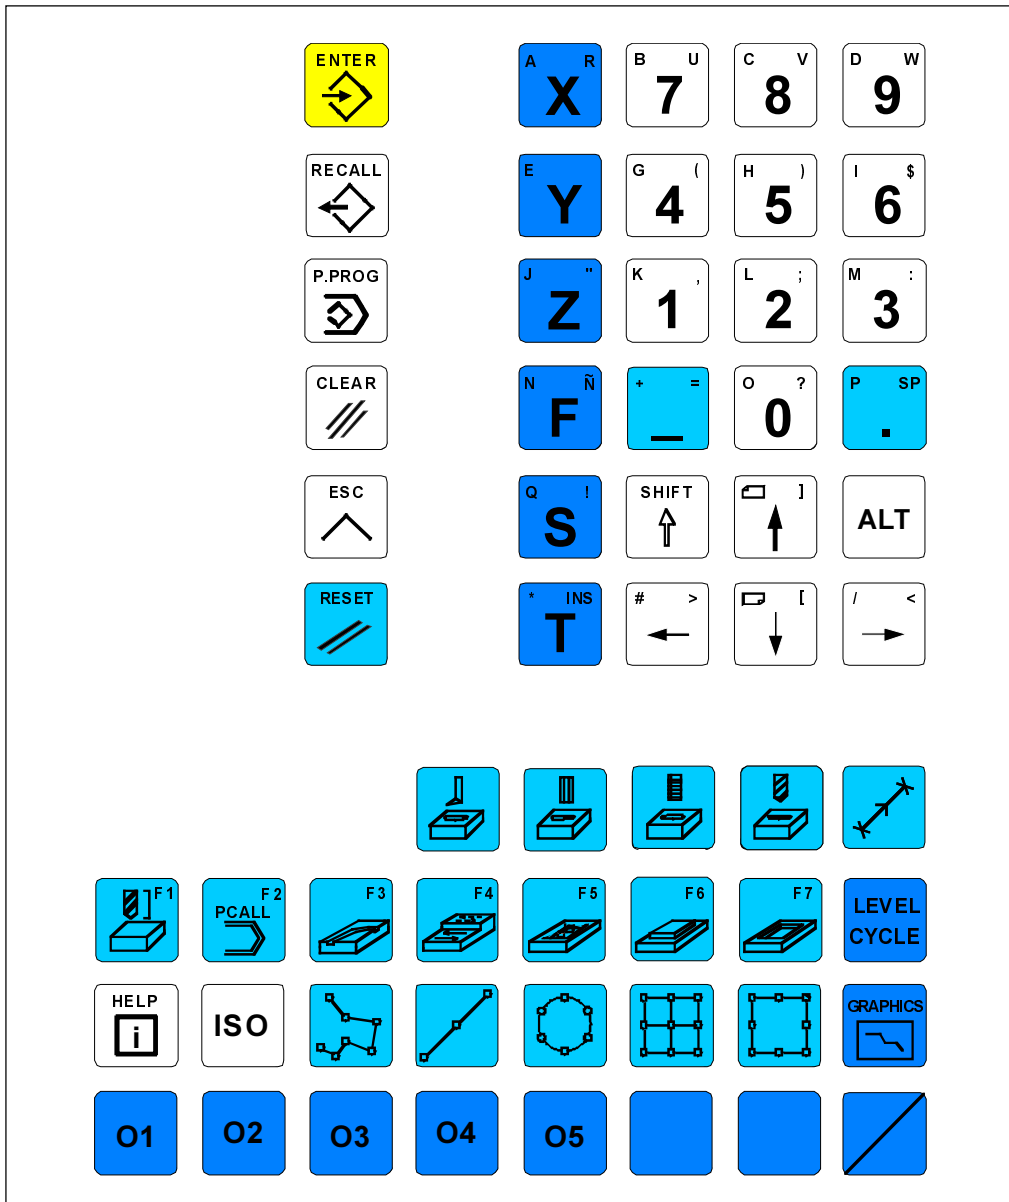 ENTER
A R X
B U 7
C V 8
D W 9
RECALL
E Y
G ( 4
H ) 5
I $ 6
P.PROG
J " Z
K , 1
L ; 2
M : 3
CLEAR
N Ñ F
+ = _
O ? 0
P SP .
ESC
Q ! S
SHIFT
]
ALT
RESET
* INS T
# >
[
/ <
F1
F2
PCALL
F3
F4
F5
F6
F7
LEVEL
CYCLE
HELP
i
ISO
GRAPHICS
O1
O2
O3
O4
O5